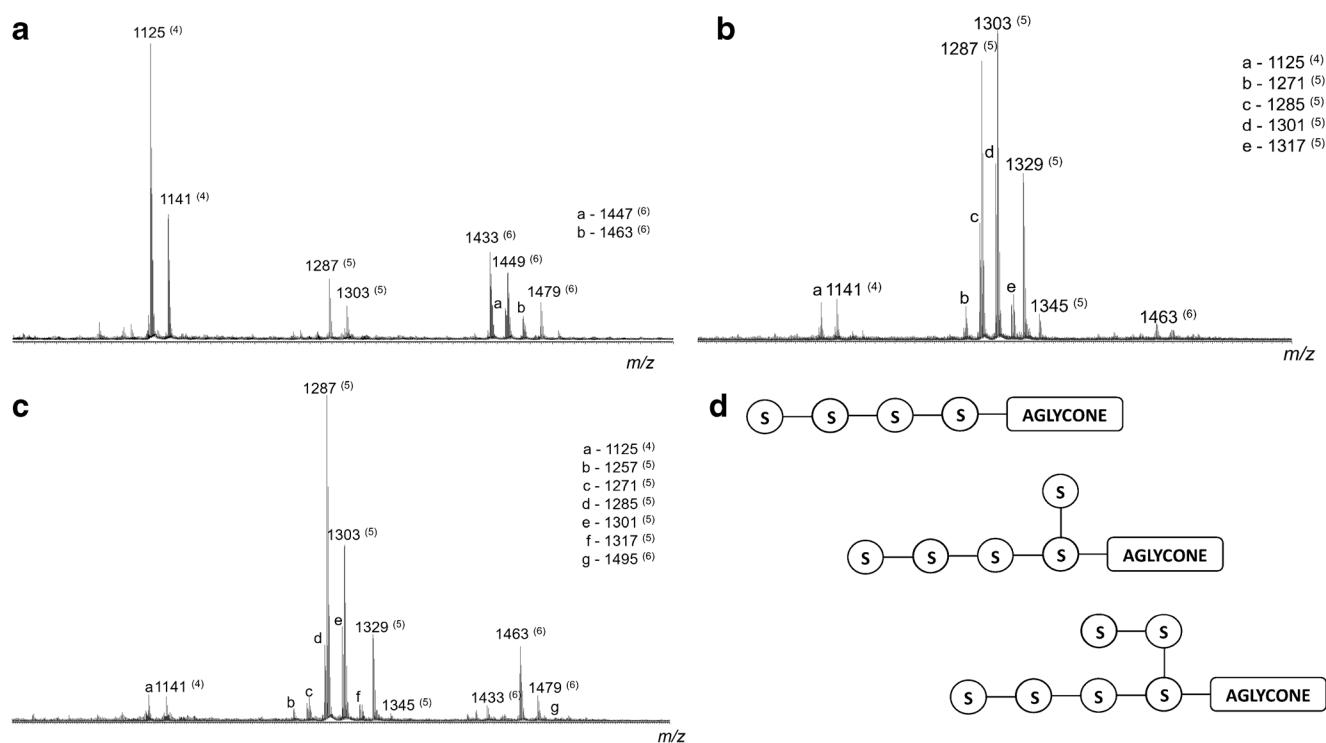 a
1125 (4)
1141 (4)
1287 (5)
1303 (5)
1433 (6)
a
1449 (6)
b
1479 (6)
a - 1447 (6)
b - 1463 (6)
m/z
b
a
1141 (4)
b
c
1287 (5)
d
1303 (5)
e
1329 (5)
1345 (5)
1463 (6)
a - 1125 (4)
b - 1271 (5)
c - 1285 (5)
d - 1301 (5)
e - 1317 (5)
m/z
c
a
1141 (4)
b
c
d
1287 (5)
e
1303 (5)
f
1329 (5)
1345 (5)
1433 (6)
1463 (6)
1479 (6)
g
a - 1125 (4)
b - 1257 (5)
c - 1271 (5)
d - 1285 (5)
e - 1301 (5)
f - 1317 (5)
g - 1495 (6)
m/z
d
S S S S AGLYCONE
S
S S S S AGLYCONE
S S
S S S S AGLYCONE